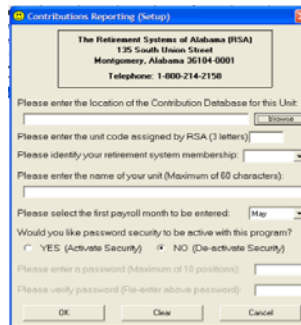 Contributions Reporting (Setup)
The Retirement Systems of Alabama (RSA)
135 South Union Street
Montgomery, Alabama 36104-0001
Telephone: 1-800-214-2158
Please enter the location of the Contribution Database for this Unit:
Browse
Please enter the unit code assigned by RSA (3 letters)
Please identify your retirement system membership:
Please enter the name of your unit (Maximum of 60 characters):
Please select the first payroll month to be entered: May
Would you like password security to be active with this program?
YES (Activate Security) NO (De-activate Security)
Please enter a password (Maximum of 10 positions):
Please verify password (Re-enter above password):
OK Clear Cancel